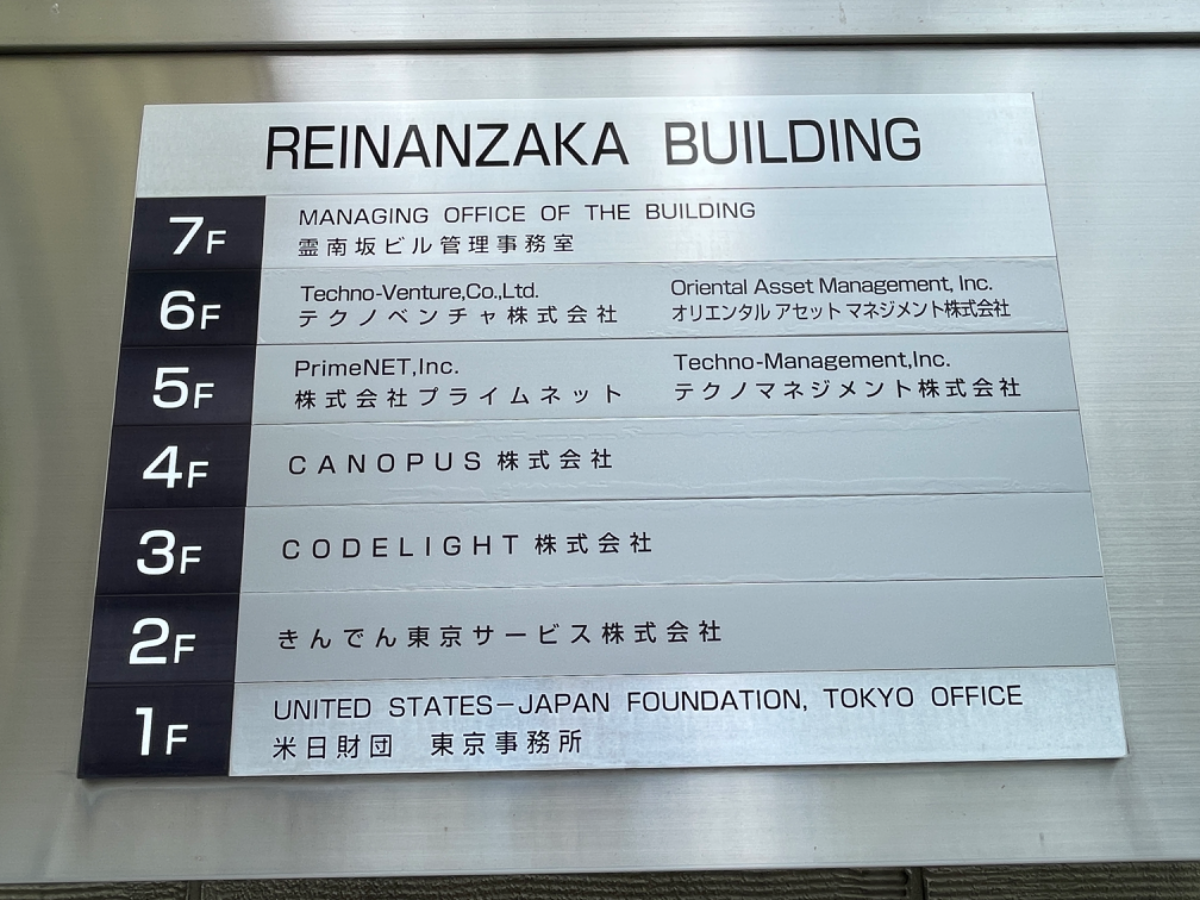 REINANZAKA BUILDING
7F
MANAGING OFFICE OF THE BUILDING
霊南坂ビル管理事務室
6F
Techno-Venture,Co.,Ltd.
テクノベンチャ株式会社
Oriental Asset Management, Inc.
オリエンタル アセット マネジメント株式会社
5F
PrimeNET,Inc.
株式会社プライムネット
Techno-Management,Inc.
テクノマネジメント株式会社
4F
CANOPUS 株式会社
3F
CODELIGHT 株式会社
2F
きんでん東京サービス株式会社
1F
UNITED STATES-JAPAN FOUNDATION, TOKYO OFFICE
米日財団 東京事務所